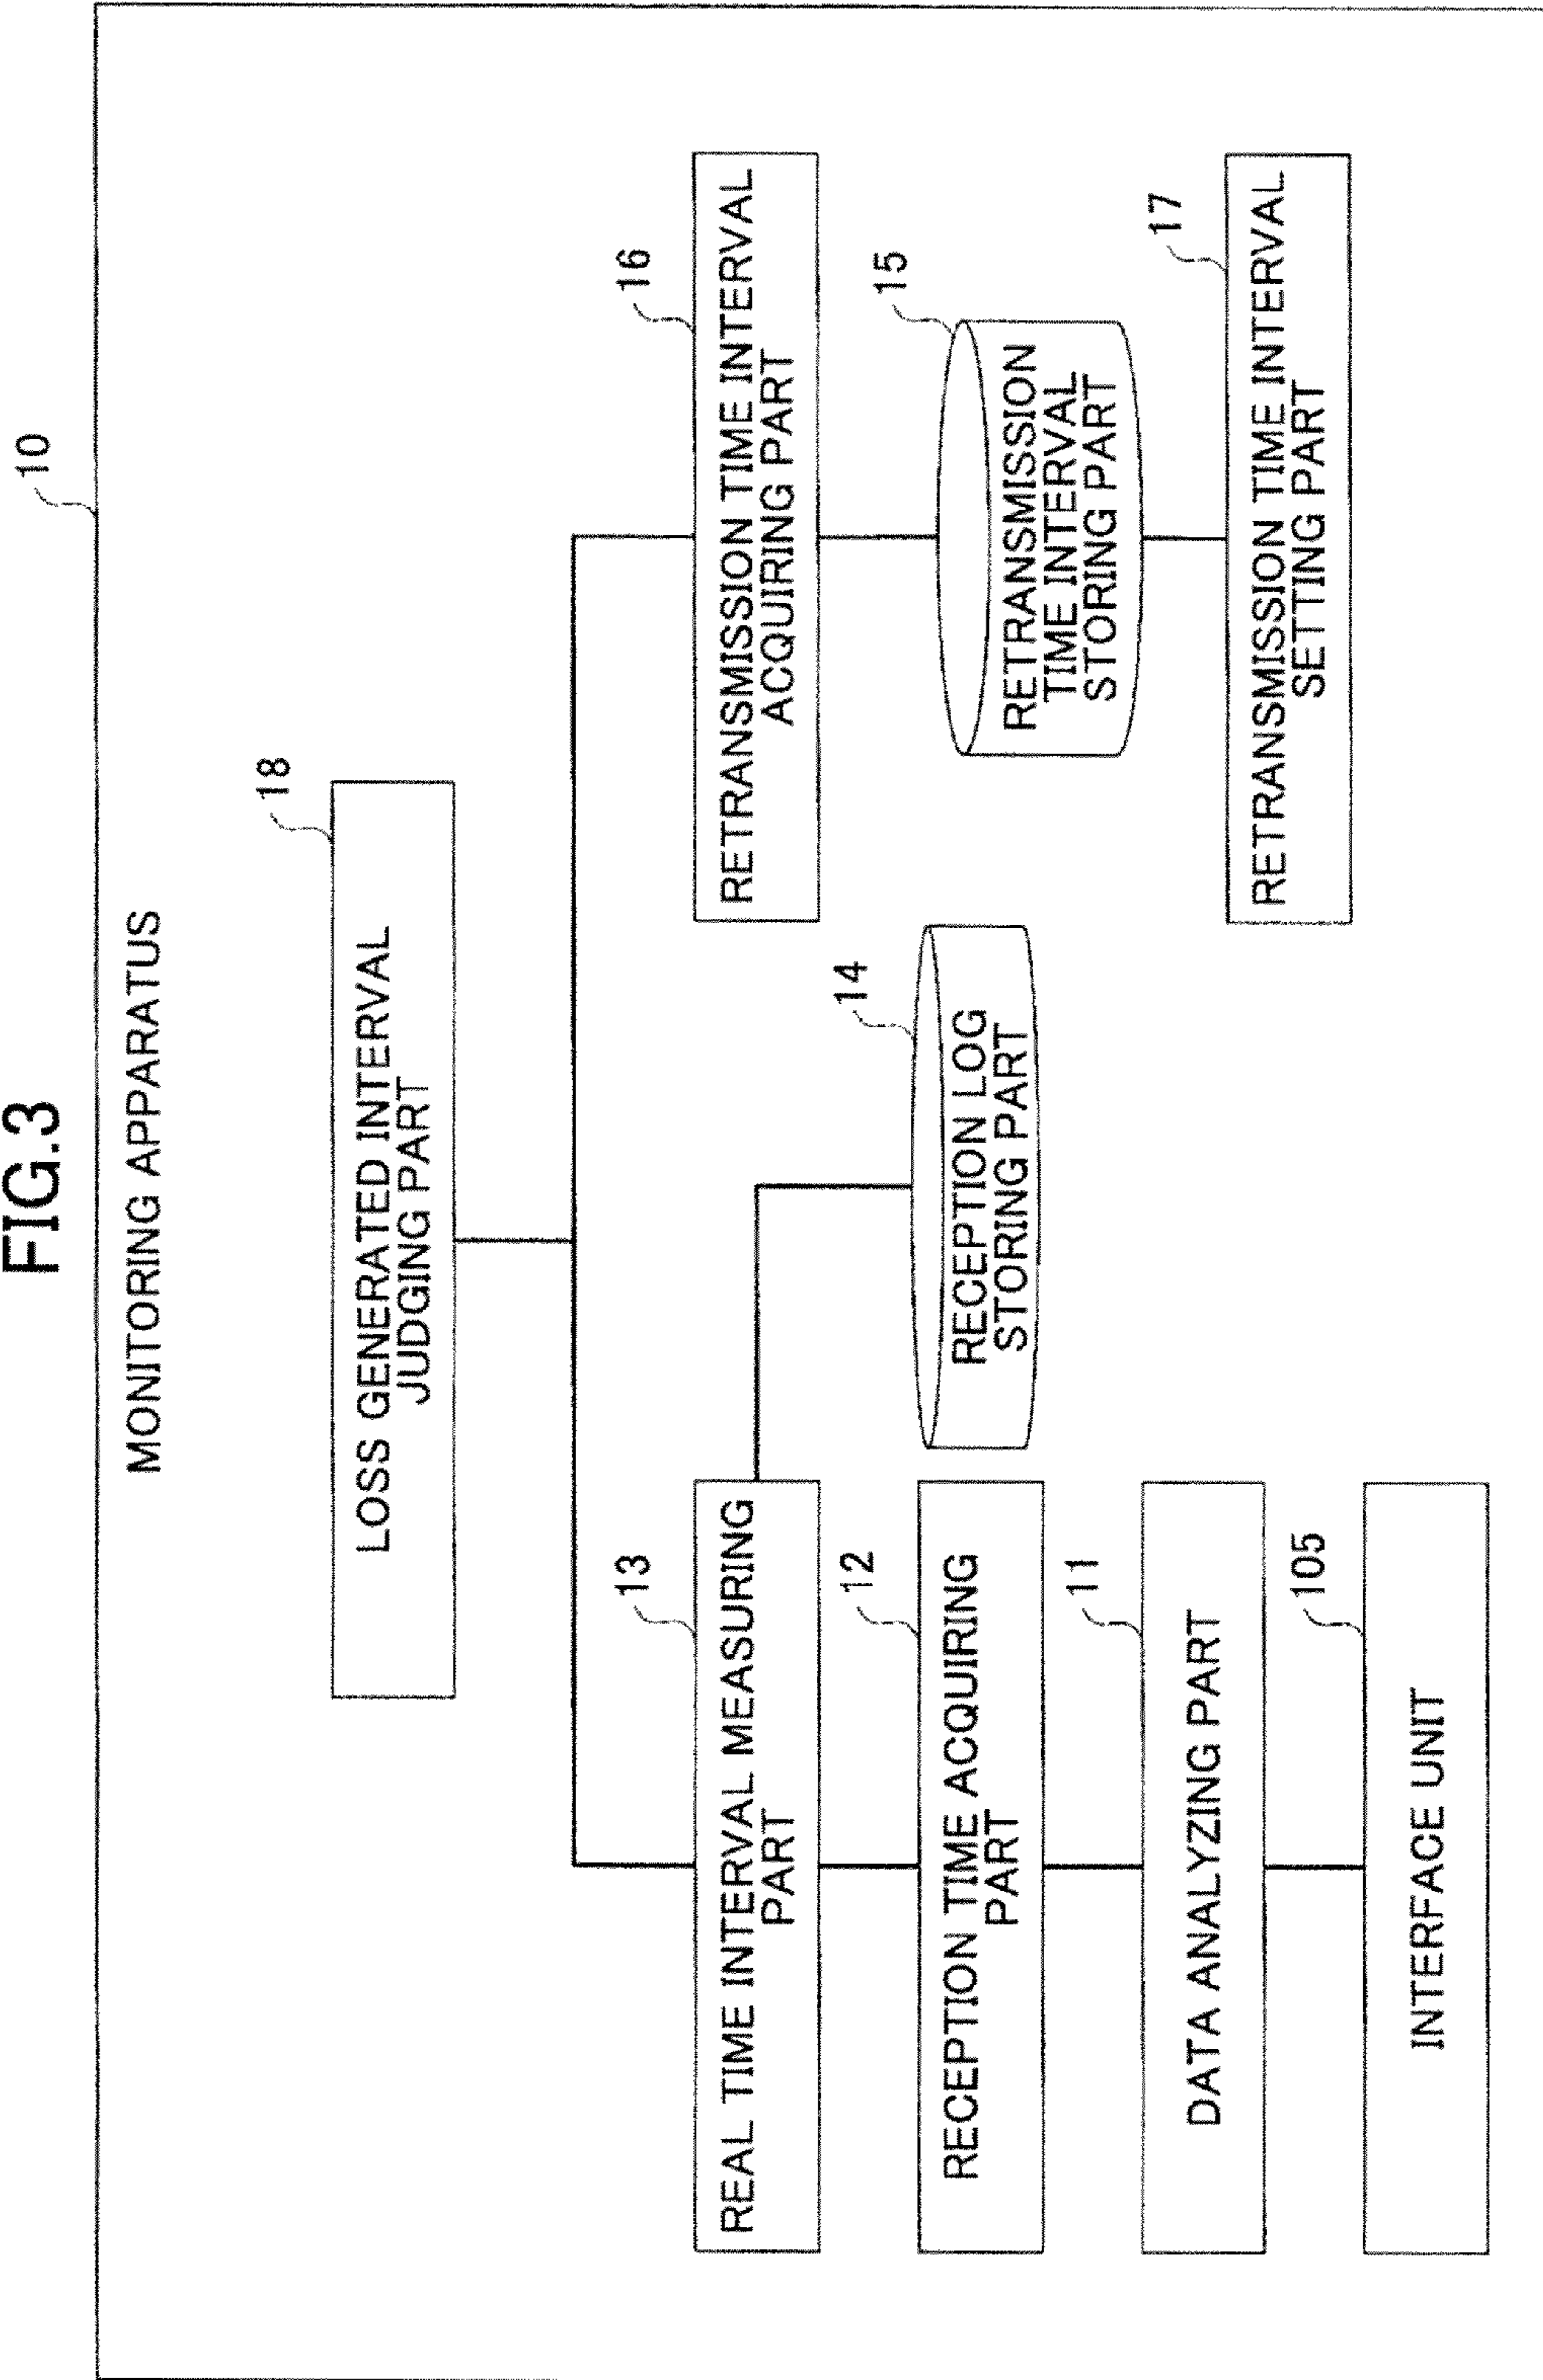 FIG.3
10
MONITORING APPARATUS
18
LOSS GENERATED INTERVAL
JUDGING PART
13
REAL TIME INTERVAL MEASURING
PART
16
RETRANSMISSION TIME INTERVAL
ACQUIRING PART
12
RECEPTION TIME ACQUIRING
PART
14
RECEPTION LOG
STORING PART
15
RETRANSMISSION
TIME INTERVAL
STORING PART
11
DATA ANALYZING PART
17
RETRANSMISSION TIME INTERVAL
SETTING PART
105
INTERFACE UNIT